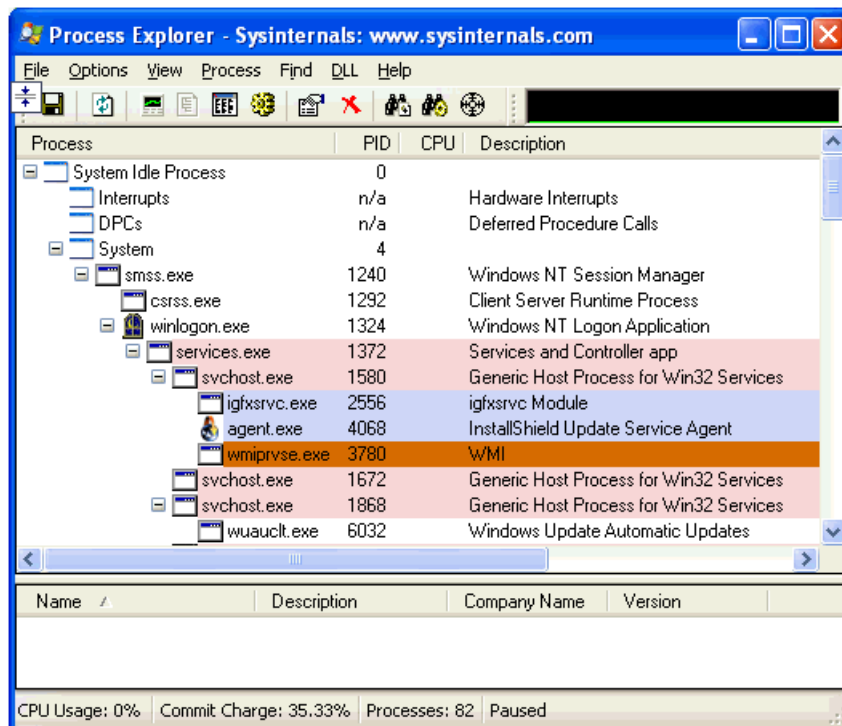 Process Explorer - Sysinternals: www.sysinternals.com
File Options View Process Find DLL Help
Process PID CPU Description
System Idle Process 0
Interrupts n/a Hardware Interrupts
DPCs n/a Deferred Procedure Calls
System 4
smss.exe 1240 Windows NT Session Manager
csrss.exe 1292 Client Server Runtime Process
winlogon.exe 1324 Windows NT Logon Application
services.exe 1372 Services and Controller app
svchost.exe 1580 Generic Host Process for Win32 Services
igfxsrvc.exe 2556 igfxsrvc Module
agent.exe 4068 InstallShield Update Service Agent
wmiprvse.exe 3780 WMI
svchost.exe 1672 Generic Host Process for Win32 Services
svchost.exe 1868 Generic Host Process for Win32 Services
wuauclt.exe 6032 Windows Update Automatic Updates
Name Description Company Name Version
CPU Usage: 0% Commit Charge: 35.33% Processes: 82 Paused